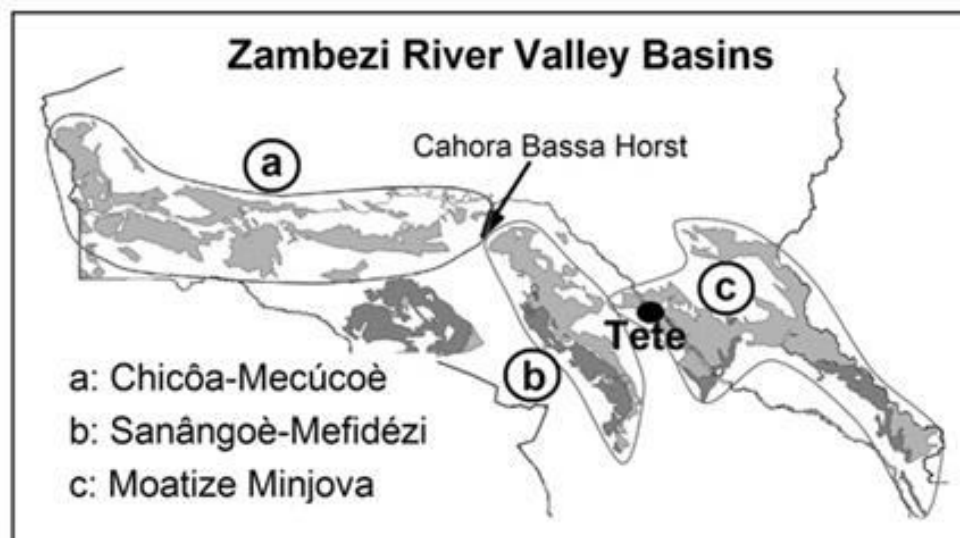 Zambezi River Valley Basins
a
Cahora Bassa Horst
c
Tete
b
a: Chicôa-Mecúcoè
b: Sanângoè-Mefidézi
c: Moatize Minjova